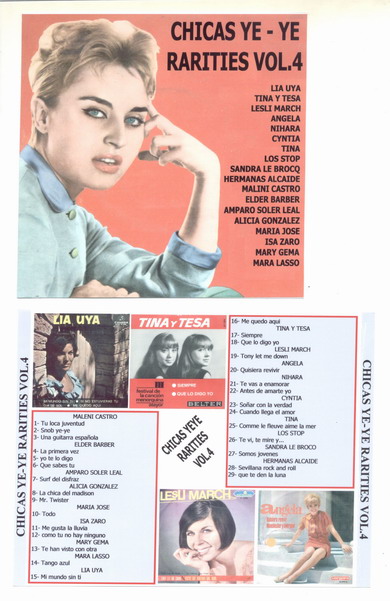 CHICAS YE - YE
RARITIES VOL.4
LIA UYA
TINA Y TESA
LESLI MARCH
ANGELA
NIHARA
CYNTIA
TINA
LOS STOP
SANDRA LE BROCQ
HERMANAS ALCAIDE
MALINI CASTRO
ELDER BARBER
AMPARO SOLER LEAL
ALICIA GONZALEZ
MARIA JOSE
ISA ZARO
MARY GEMA
MARA LASSO
CHICAS YE-YE RARITIES VOL.4
LIA UYA
TINA Y TESA
festival de
la canción
SIEMPRE
QUE LO DIGO YO
BELTER
MALENI CASTRO
1- Tu loca juventud
2- Snob ye-ye
3- Una guitarra española
ELDER BARBER
4- La primera vez
5- yo te lo digo
6- Que sabes tu
AMPARO SOLER LEAL
7- Surf del disfraz
ALICIA GONZALEZ
8- La chica del madison
9- Mr. Twister
MARIA JOSE
10- Todo
ISA ZARO
11- Me gusta la lluvia
12- como tu no hay ninguno
MARY GEMA
13- Te han visto con otra
MARA LASSO
14- Tango azul
LIA UYA
15- Mi mundo sin ti
CHICAS YEYE
RARITIES
VOL.4
16- Me quedo aqui
TINA Y TESA
17- Siempre
18- Que lo digo yo
LESLI MARCH
19- Tony let me down
ANGELA
20- Quisiera revivir
NIHARA
21- Te vas a enamorar
22- Antes de amarte yo
CYNTIA
23- Soñar con la verdad
24- Cuando llega el amor
TINA
25- Comme le fleuve aime la mer
LOS STOP
26- Te vi, te mire y...
SANDRA LE BROCO
27- Somos jovenes
HERMANAS ALCAIDE
28- Sevillana rock and roll
29- que te den la luna
LESLI MARCH
CHICAS YE-YE RARITIES VOL.4